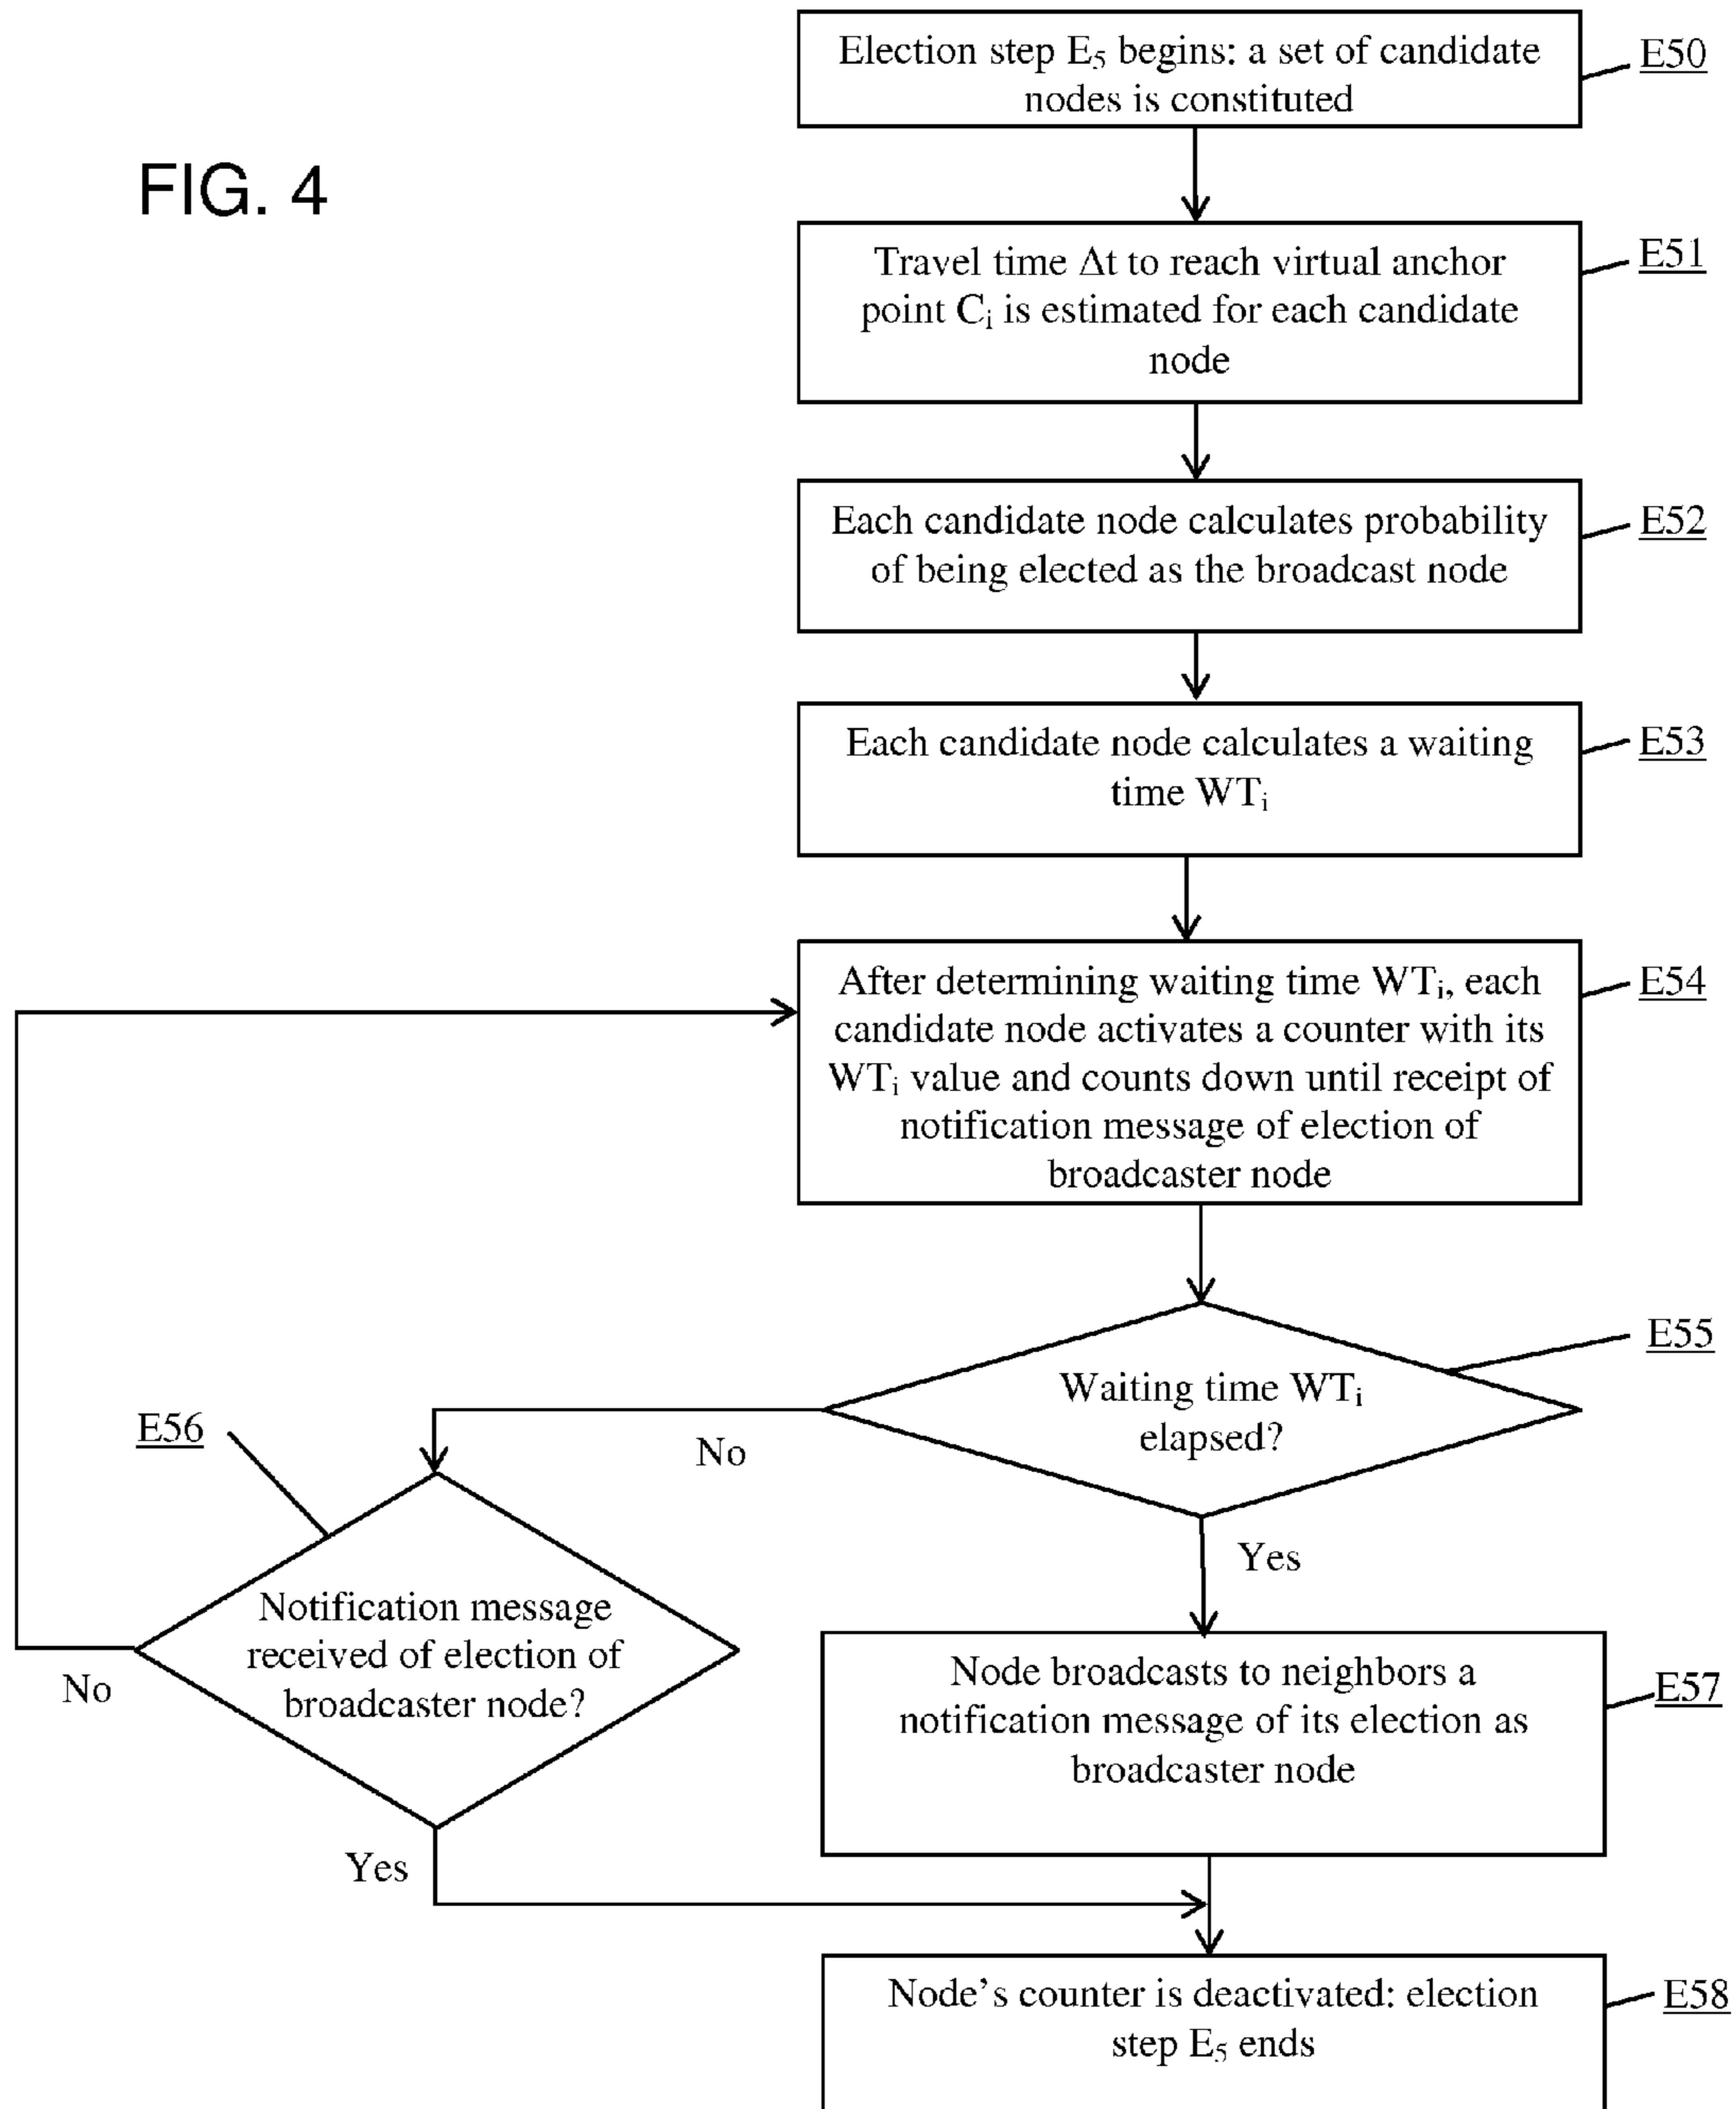 FIG. 4
Election step E₅ begins: a set of candidate
nodes is constituted
E50
Travel time Δt to reach virtual anchor
point Cᵢ is estimated for each candidate
node
E51
Each candidate node calculates probability
of being elected as the broadcast node
E52
Each candidate node calculates a waiting
time WTᵢ
E53
After determining waiting time WTᵢ, each
candidate node activates a counter with its
WTᵢ value and counts down until receipt of
notification message of election of
broadcaster node
E54
Waiting time WTᵢ
elapsed?
E55
No
Yes
E56
Notification message
received of election of
broadcaster node?
No
Yes
Node broadcasts to neighbors a
notification message of its election as
broadcaster node
E57
Node's counter is deactivated: election
step E₅ ends
E58